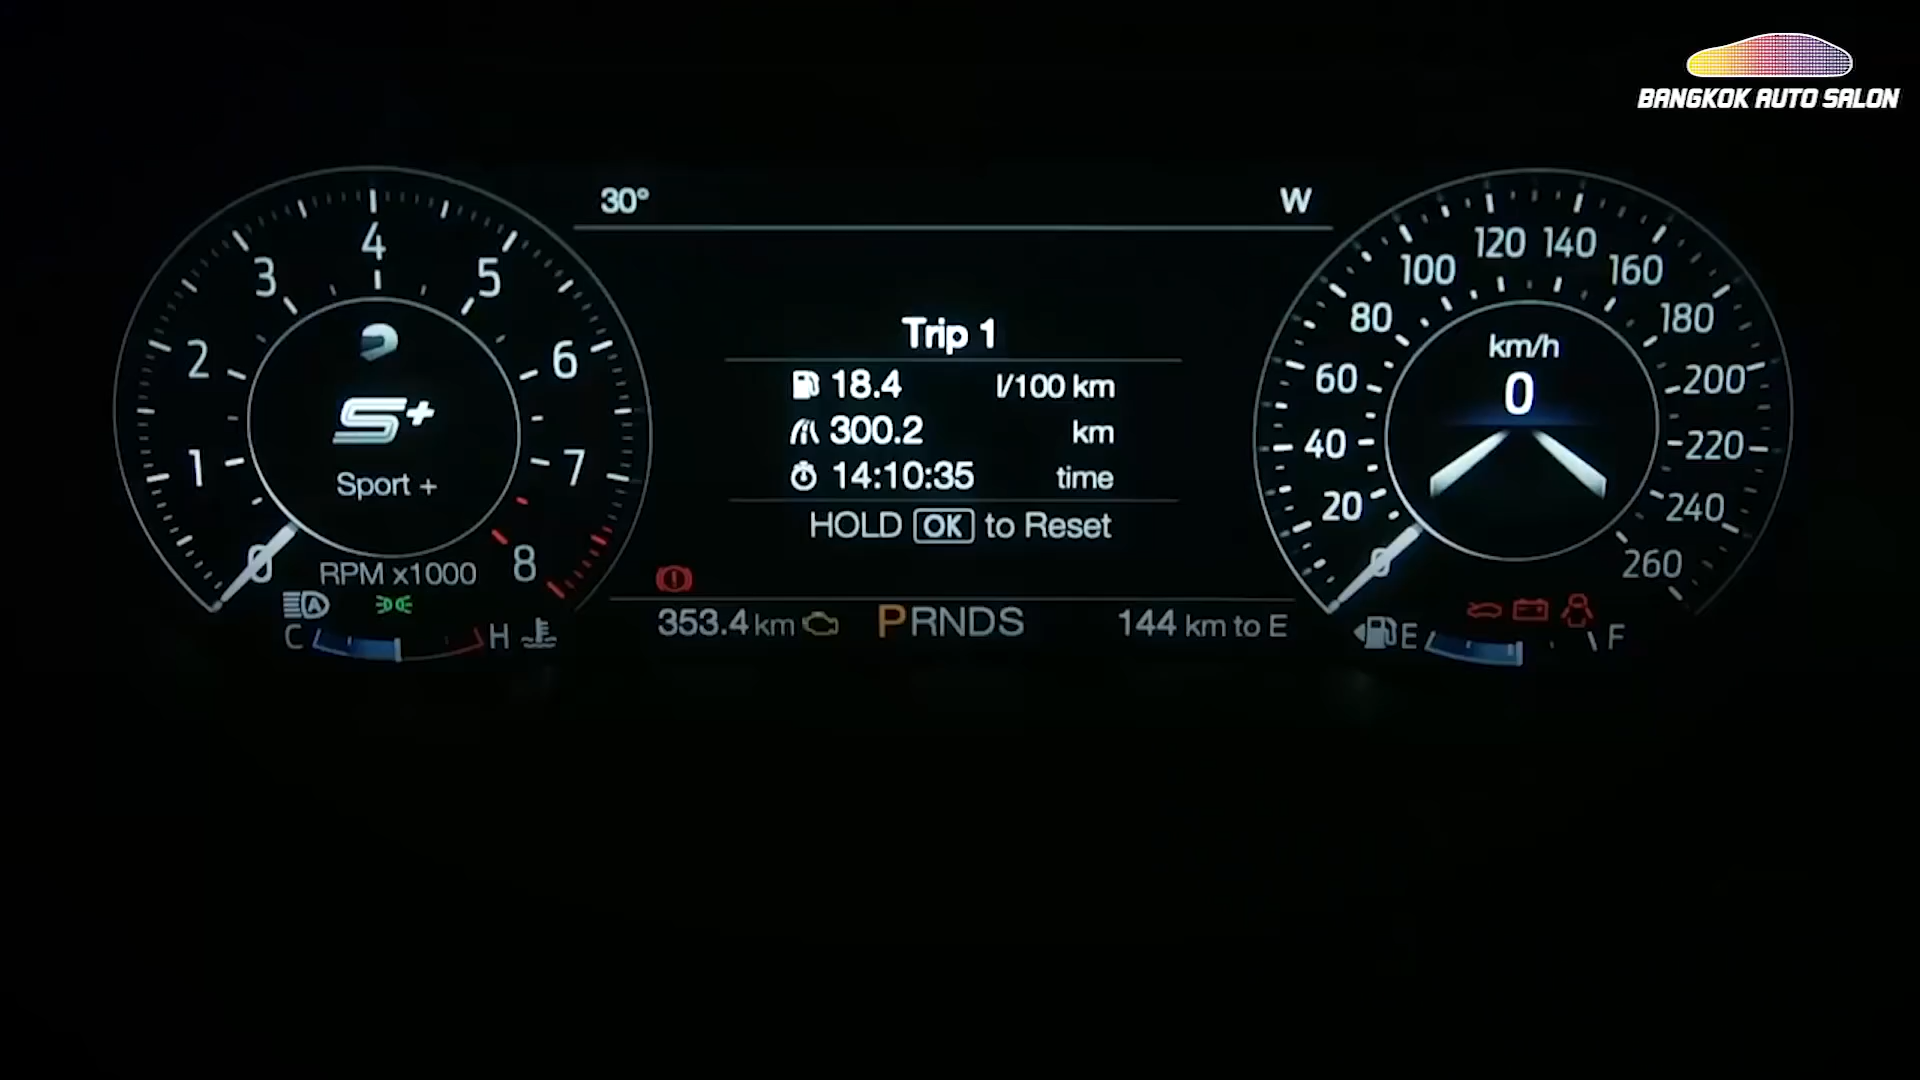 BANGKOK AUTO SALON
30° W
0 1 2 3 4 5 6 7 8
S+
Sport +
RPM x1000
C H
Trip 1
18.4 l/100 km
300.2 km
14:10:35 time
HOLD OK to Reset
353.4 km PRNDS 144 km to E
0 20 40 60 80 100 120 140 160 180 200 220 240 260
km/h
0
E F